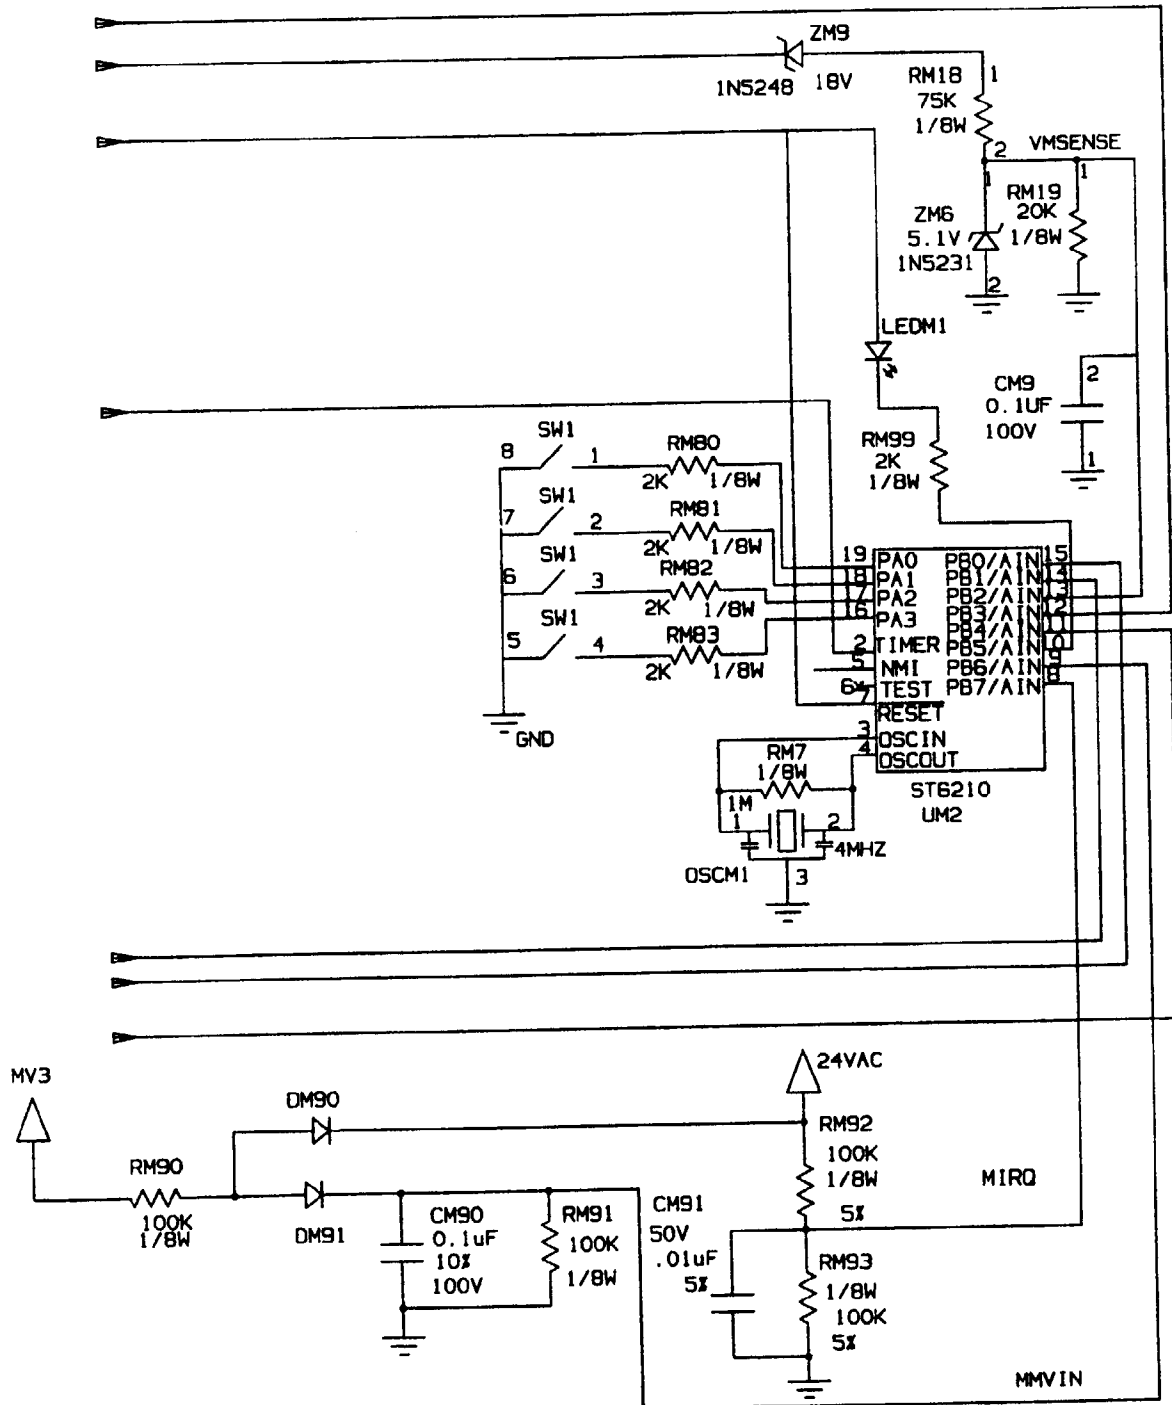 ZM9
1N5248 18V
RM18
75K
1/8W
1
2
VMSENSE
1
1
RM19
20K
1/8W
ZM6
5.1V
1N5231
2
LEDM1
CM9
0.1UF
100V
2
1
RM99
2K
1/8W
8
SW1
1
RM80
2K
1/8W
7
SW1
2
RM81
2K
1/8W
6
SW1
3
RM82
2K
1/8W
5
SW1
4
RM83
2K
1/8W
GND
19 PA0 PB0/AIN 15
18 PA1 PB1/AIN 14
PA2 PB2/AIN 13
16 PA3 PB3/AIN 12
PB4/AIN 11
2 TIMER PB5/AIN 10
5 NMI PB6/AIN 9
6 TEST PB7/AIN 8
7 RESET
3 OSCIN
4 OSCOUT
ST6210
UM2
RM7
1/8W
1M
1
2
4MHZ
OSCM1
3
MV3
DM90
24VAC
RM90
100K
1/8W
DM91
CM90
0.1uF
10%
100V
RM91
100K
1/8W
CM91
50V
.01uF
5%
RM92
100K
1/8W
5%
MIRQ
RM93
1/8W
100K
5%
MMVIN